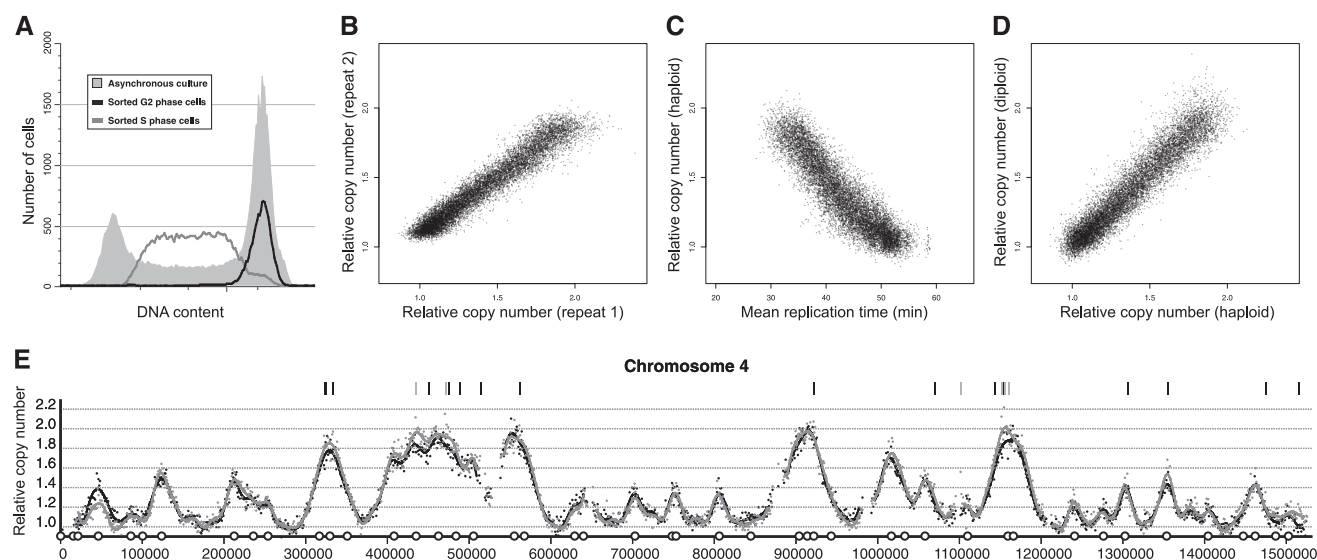 A
B
C
D
Number of cells
0
500
1000
1500
2000
Asynchronous culture
Sorted G2 phase cells
Sorted S phase cells
DNA content
Relative copy number (repeat 2)
1.0
1.5
2.0
1.0 1.5 2.0
Relative copy number (repeat 1)
Relative copy number (haploid)
1.0
1.5
2.0
20 30 40 50 60
Mean replication time (min)
Relative copy number (diploid)
1.0
1.5
2.0
1.0 1.5 2.0
Relative copy number (haploid)
E
Chromosome 4
Relative copy number
2.2
2.0
1.8
1.6
1.4
1.2
1.0
0 100000 200000 300000 400000 500000 600000 700000 800000 900000 1000000 1100000 1200000 1300000 1400000 1500000